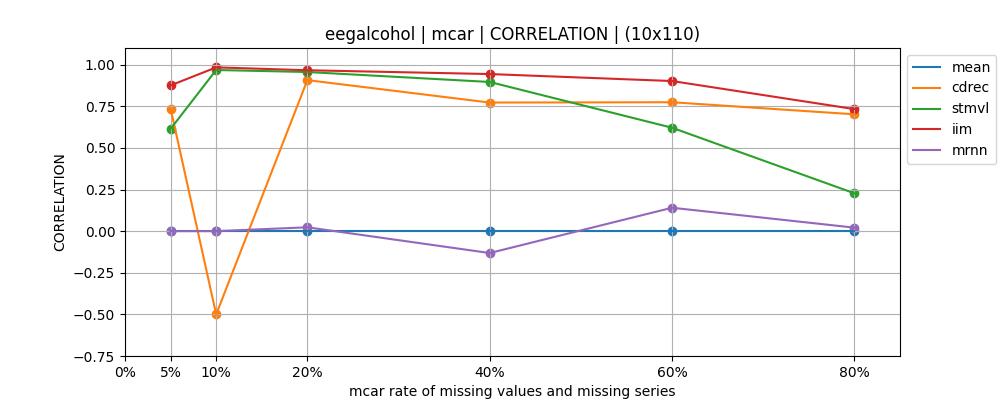 eegalcohol | mcar | CORRELATION | (10x110)
CORRELATION
1.00
0.75
0.50
0.25
0.00
−0.25
−0.50
−0.75
0% 5% 10% 20% 40% 60% 80%
mcar rate of missing values and missing series
mean
cdrec
stmvl
iim
mrnn